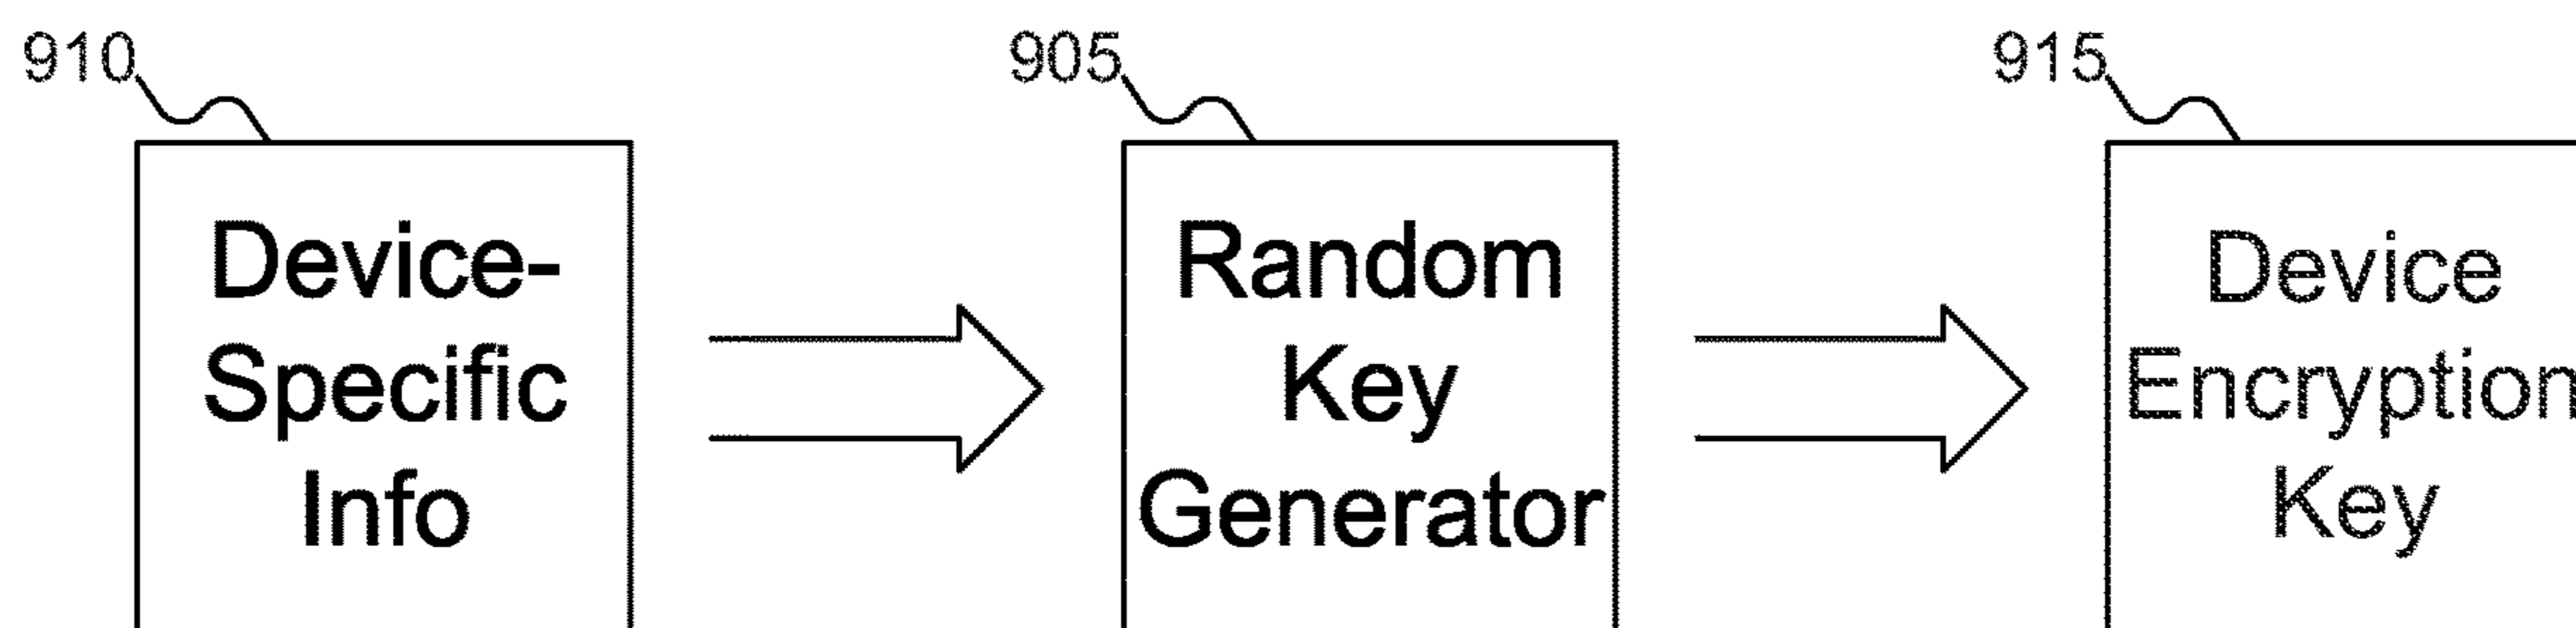 910
905
915
Device-
Specific
Info
Random
Key
Generator
Device
Encryption
Key